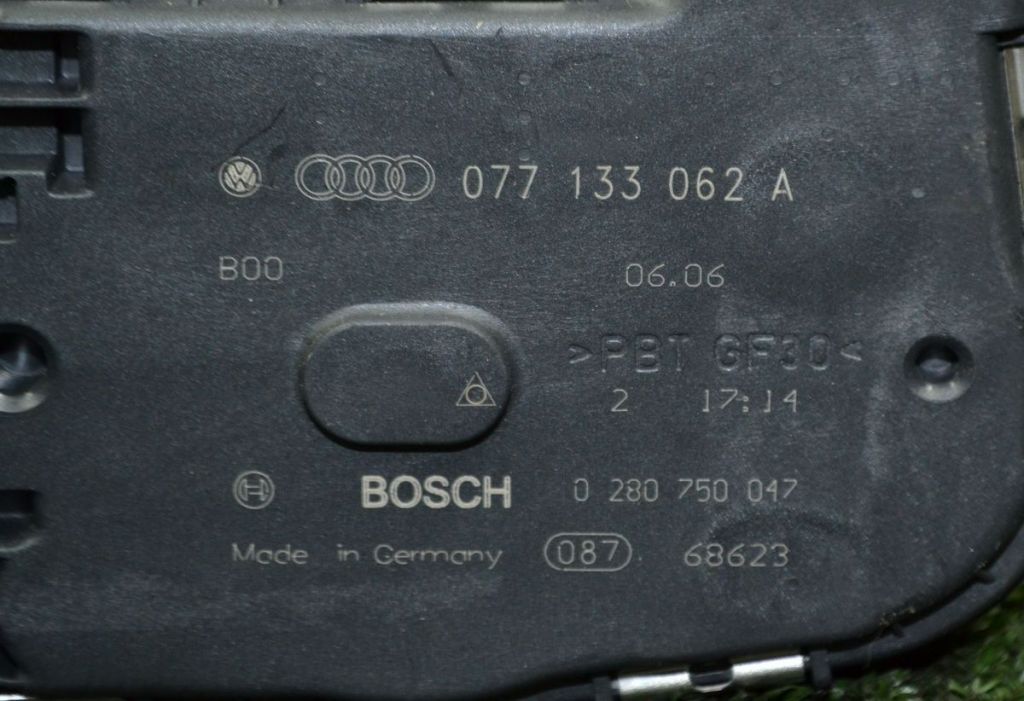 077 133 062 A
B00 06.06
>PBT GF30<
2 17:14
BOSCH 0 280 750 047
Made in Germany 087 68623